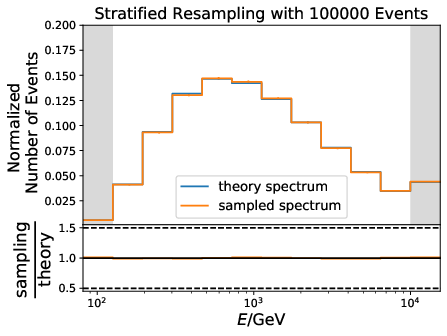 Stratified Resampling with 100000 Events
Normalized
Number of Events
0.200
0.175
0.150
0.125
0.100
0.075
0.050
0.025
theory spectrum
sampled spectrum
sampling
theory
1.5
1.0
0.5
10²
10³
10⁴
E/GeV